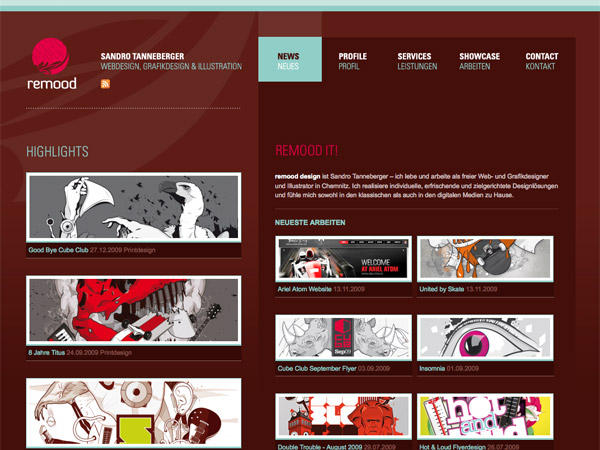 remood
SANDRO TANNEBERGER
WEBDESIGN, GRAFIKDESIGN & ILLUSTRATION
NEWS
NEUES
PROFILE
PROFIL
SERVICES
LEISTUNGEN
SHOWCASE
ARBEITEN
CONTACT
KONTAKT
HIGHLIGHTS
Good Bye Cube Club 27.12.2009 Printdesign
8 Jahre Titus 24.09.2009 Printdesign
REMOOD IT!
remood design ist Sandro Tanneberger – ich lebe und arbeite als freier Web- und Grafikdesigner
und Illustrator in Chemnitz. Ich realisiere individuelle, erfrischende und zielgerichtete Designlösungen
und fühle mich sowohl in den klassischen als auch in den digitalen Medien zu Hause.
NEUESTE ARBEITEN
WELCOME
AT ARIEL ATOM
Ariel Atom Website 13.11.2009
United by Skate 13.11.2009
Sep09
Cube Club September Flyer 03.09.2009
Insomnia 01.09.2009
hot
and
Double Trouble - August 2009 29.07.2009
Hot & Loud Flyerdesign 26.07.2009